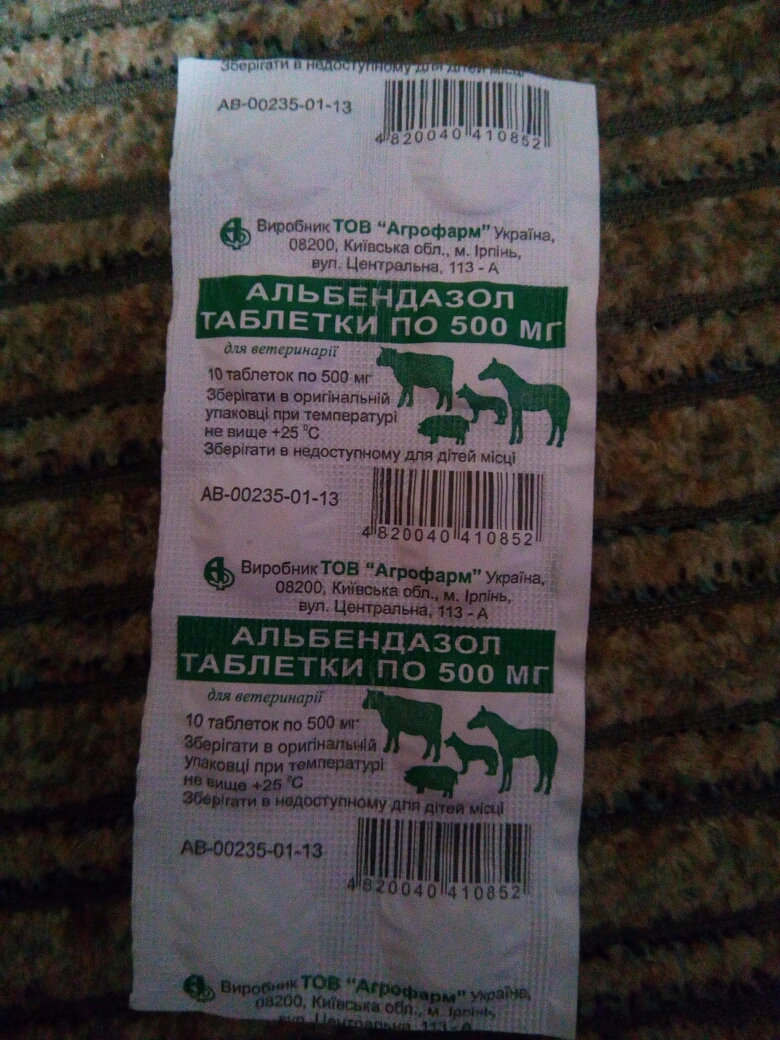 Зберігати в недоступному для дітей місці
АВ-00235-01-13
4 820040 410852
Виробник ТОВ "Агрофарм" Україна,
08200, Київська обл., м. Ірпінь,
вул. Центральна, 113 - А
АЛЬБЕНДАЗОЛ
ТАБЛЕТКИ ПО 500 МГ
для ветеринарії
10 таблеток по 500 мг
Зберігати в оригінальній
упаковці при температурі
не вище +25 °С
Зберігати в недоступному для дітей місці
АВ-00235-01-13
4 820040 410852
Виробник ТОВ "Агрофарм" Україна,
08200, Київська обл., м. Ірпінь,
вул. Центральна, 113 - А
АЛЬБЕНДАЗОЛ
ТАБЛЕТКИ ПО 500 МГ
для ветеринарії
10 таблеток по 500 мг
Зберігати в оригінальній
упаковці при температурі
не вище +25 °С
Зберігати в недоступному для дітей місці
АВ-00235-01-13
4 820040 410852
Виробник ТОВ "Агрофарм" Україна,
08200, Київська обл., м. Ірпінь,
вул. Центральна, 113 - А